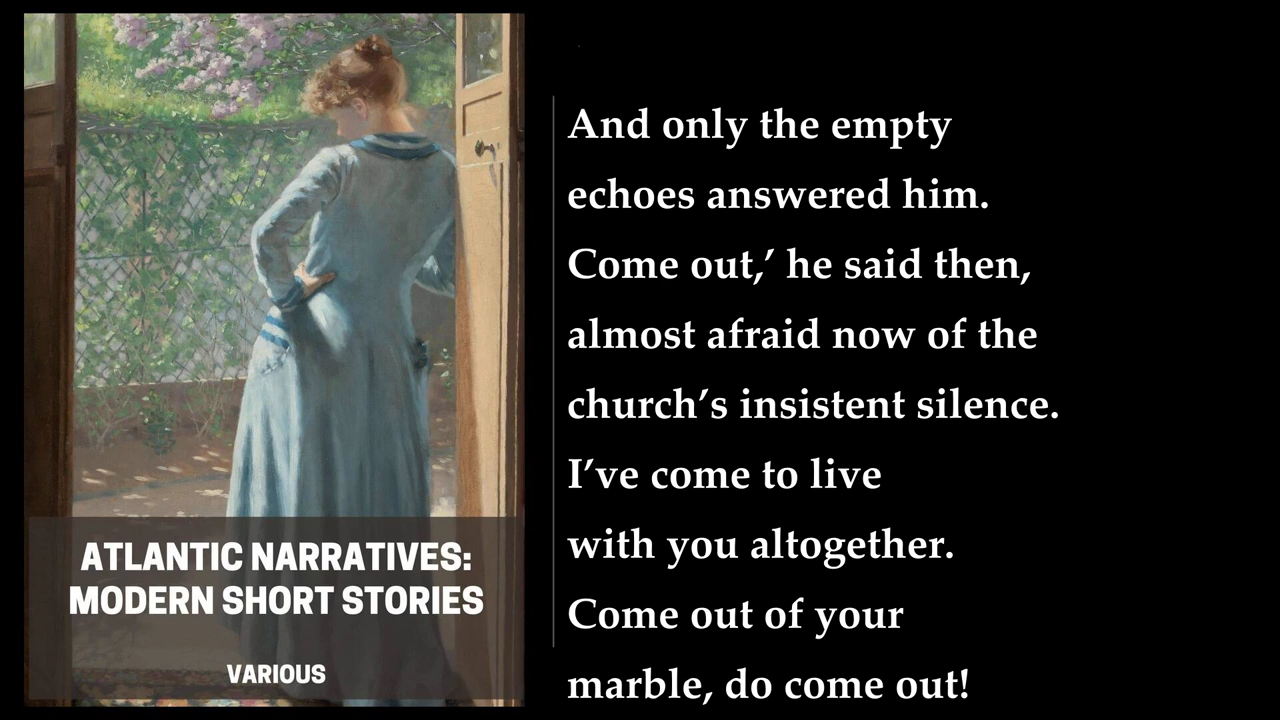 ATLANTIC NARRATIVES:
MODERN SHORT STORIES
VARIOUS
And only the empty
echoes answered him.
Come out,’ he said then,
almost afraid now of the
church’s insistent silence.
I’ve come to live
with you altogether.
Come out of your
marble, do come out!